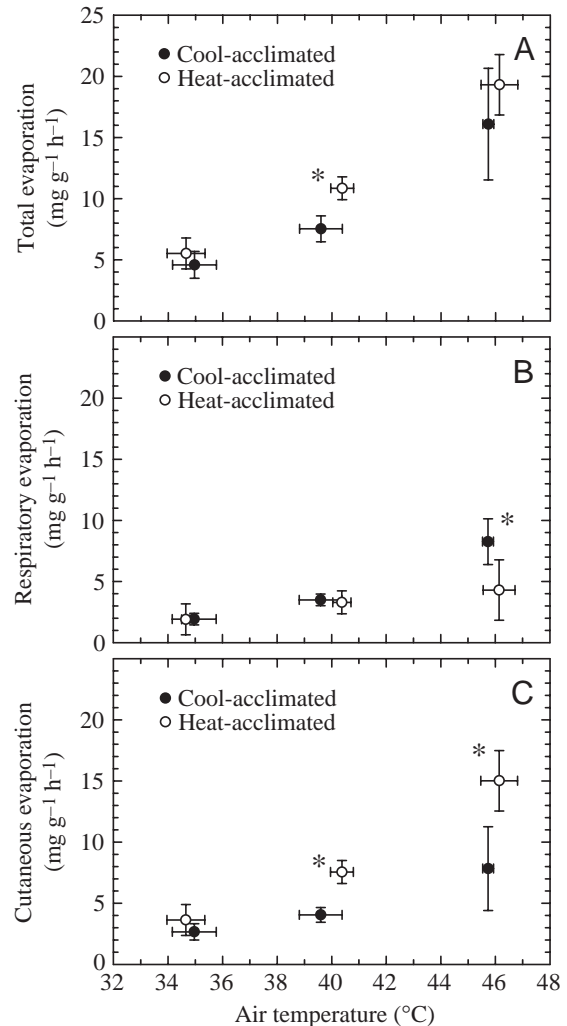 A
Cool-acclimated
Heat-acclimated
25
20
15
10
5
0
Total evaporation
(mg g⁻¹ h⁻¹)
*
B
Cool-acclimated
Heat-acclimated
20
15
10
5
0
Respiratory evaporation
(mg g⁻¹ h⁻¹)
*
C
Cool-acclimated
Heat-acclimated
20
15
10
5
0
Cutaneous evaporation
(mg g⁻¹ h⁻¹)
*
*
32 34 36 38 40 42 44 46 48
Air temperature (°C)